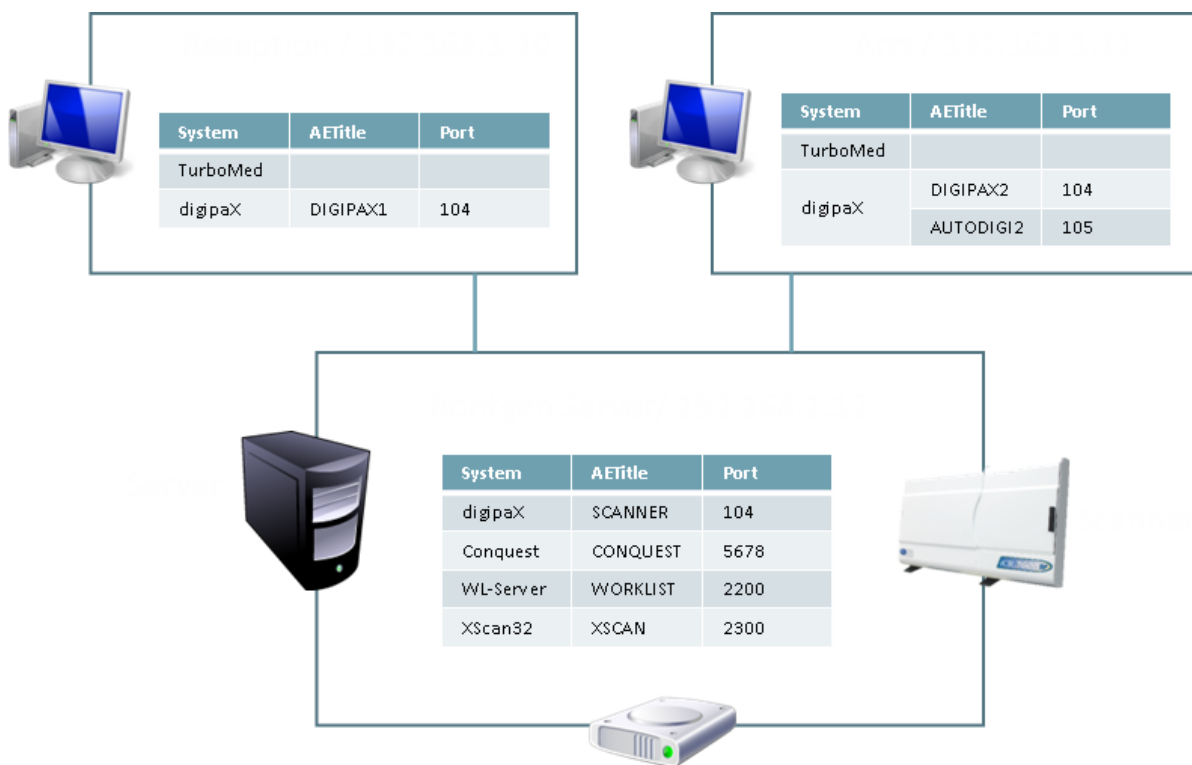 System AETitle Port
TurboMed
digipaX DIGIPAX1 104
System AETitle Port
TurboMed
digipaX DIGIPAX2 104
AUTODIGI2 105
System AETitle Port
digipaX SCANNER 104
Conquest CONQUEST 5678
WL-Server WORKLIST 2200
XScan32 XSCAN 2300